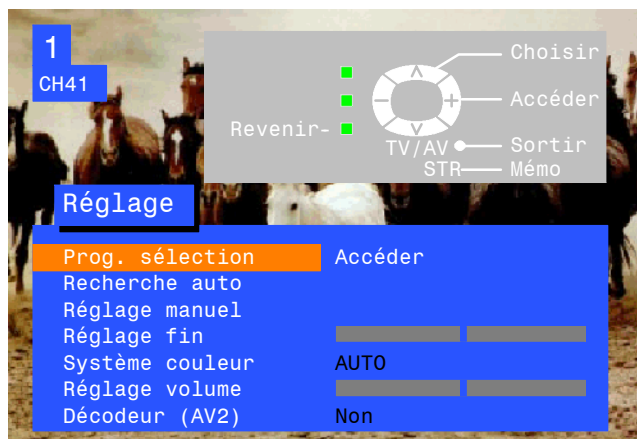 1
CH41
Choisir
Accéder
Revenir-
TV/AV
Sortir
STR
Mémo
Réglage
Prog. sélection Accéder
Recherche auto
Réglage manuel
Réglage fin
Système couleur AUTO
Réglage volume
Décodeur (AV2) Non